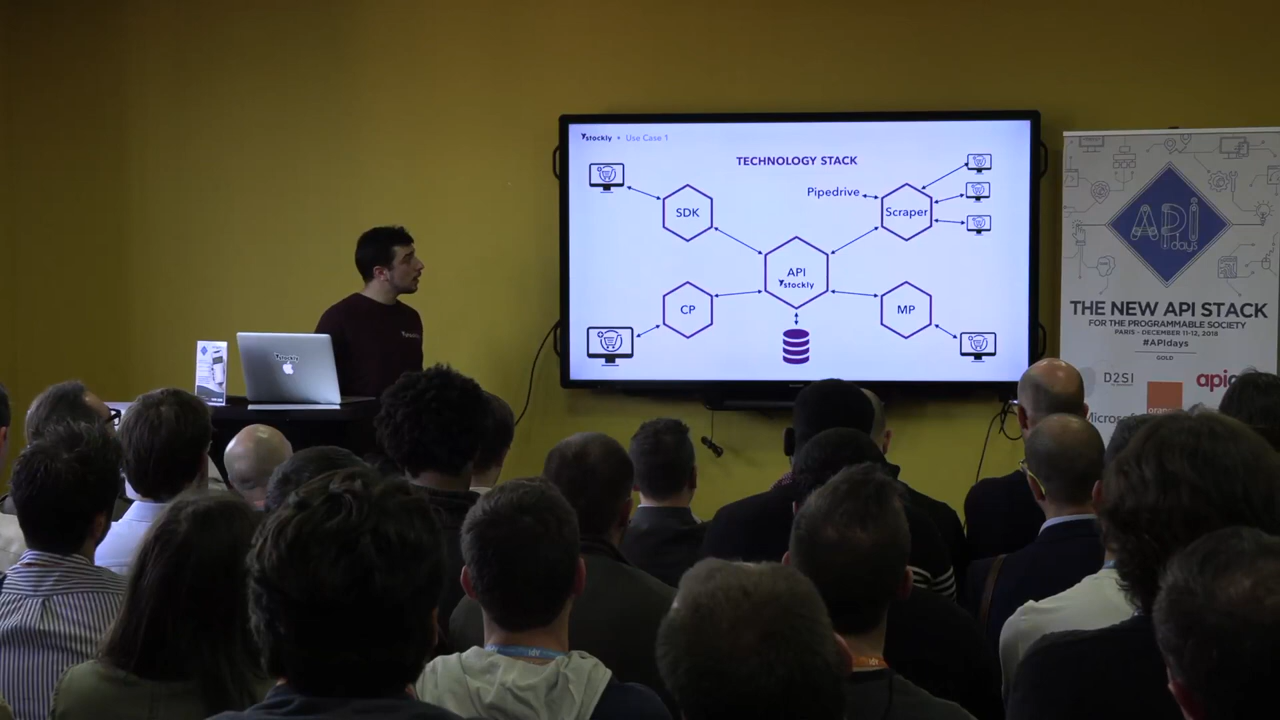 stockly • Use Case 1
TECHNOLOGY STACK
SDK
Pipedrive
Scraper
API
stockly
CP
MP
stockly
API
days
THE NEW API STACK
FOR THE PROGRAMMABLE SOCIETY
PARIS - DECEMBER 11-12, 2018
#APIdays
GOLD
D2SI
orange